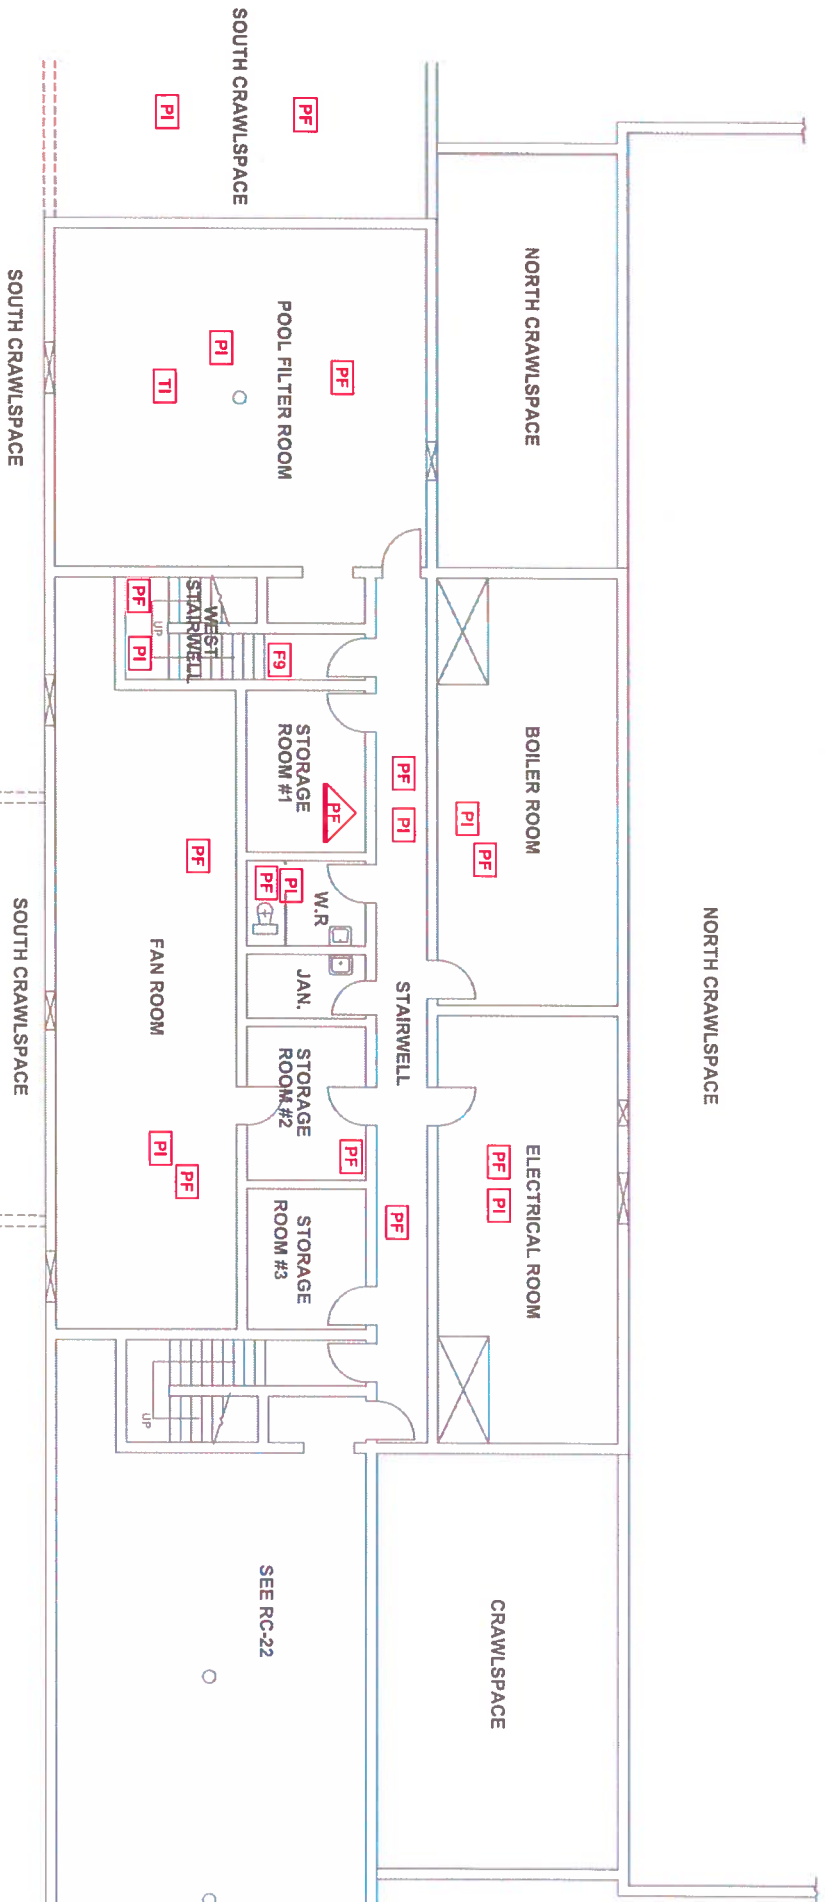 NORTH CRAWLSPACE
NORTH CRAWLSPACE
BOILER ROOM
ELECTRICAL ROOM
CRAWLSPACE
PI
PF
PF
PI
STAIRWELL
PF
PI
PF
SOUTH CRAWLSPACE
PF
PI
POOL FILTER ROOM
PF
PI
TI
WEST
STAIRWELL
UP
PF
PI
F9
STORAGE
ROOM #1
PF
W.R
PL
PF
JAN.
STORAGE
ROOM #2
PF
STORAGE
ROOM #3
FAN ROOM
PF
PI
PF
UP
SEE RC-22
SOUTH CRAWLSPACE
SOUTH CRAWLSPACE